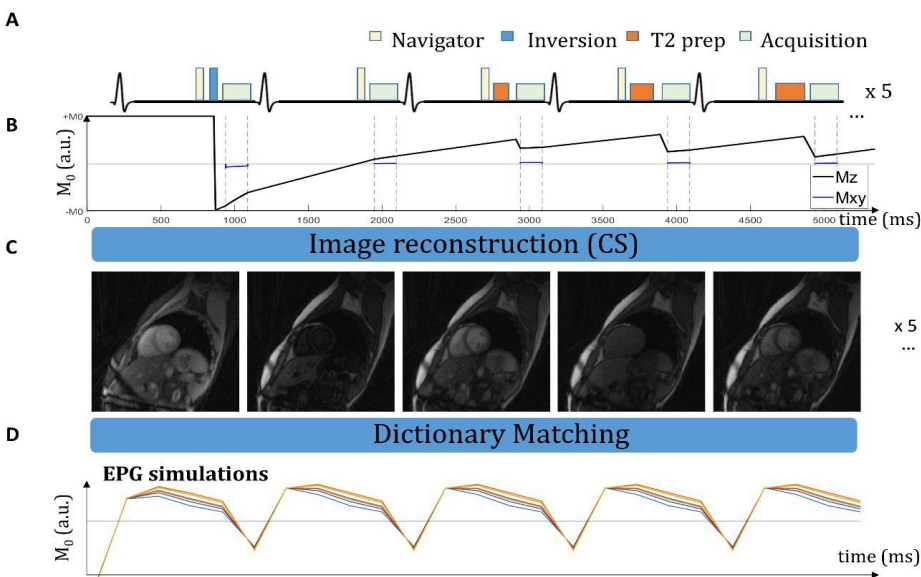 A
Navigator Inversion T2 prep Acquisition
x 5
...
B
+M0
M₀ (a.u.)
-M0
Mz
Mxy
0 500 1000 1500 2000 2500 3000 3500 4000 4500 5000
time (ms)
Image reconstruction (CS)
C
x 5
...
Dictionary Matching
D
EPG simulations
M₀ (a.u.)
time (ms)